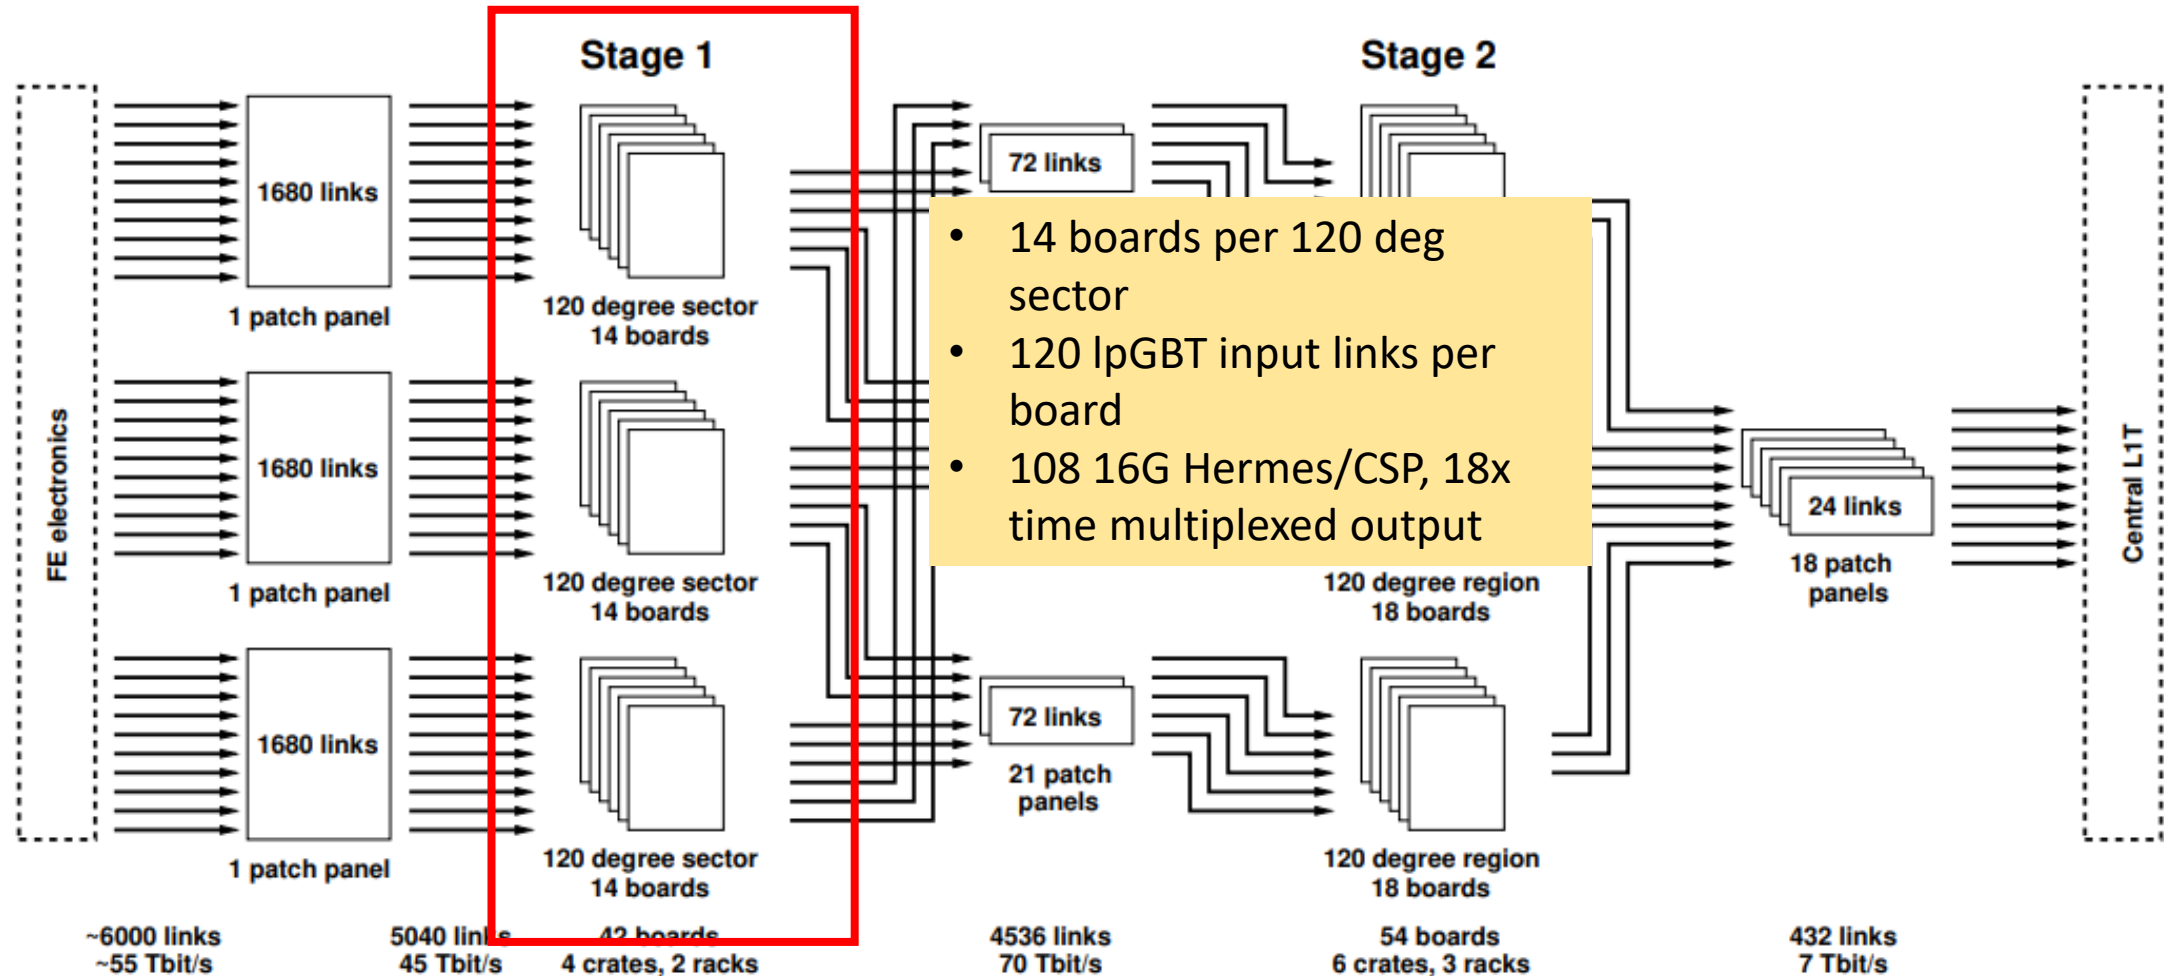 Stage 1
Stage 2
FE electronics
1680 links
1 patch panel
120 degree sector
14 boards
72 links
1680 links
1 patch panel
120 degree sector
14 boards
• 14 boards per 120 deg
sector
• 120 lpGBT input links per
board
• 108 16G Hermes/CSP, 18x
time multiplexed output
120 degree region
18 boards
24 links
18 patch
panels
Central L1T
1680 links
1 patch panel
120 degree sector
14 boards
72 links
21 patch
panels
120 degree region
18 boards
~6000 links
~55 Tbit/s
5040 links
45 Tbit/s
42 boards
4 crates, 2 racks
4536 links
70 Tbit/s
54 boards
6 crates, 3 racks
432 links
7 Tbit/s